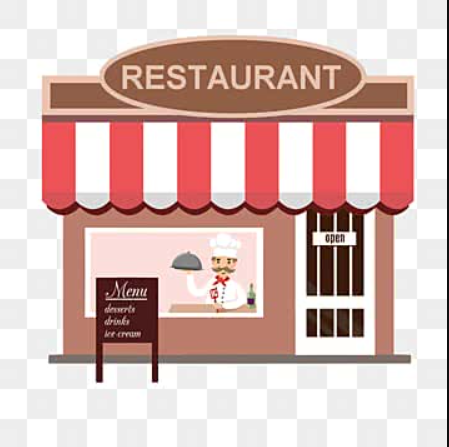 RESTAURANT
open
Menu
desserts
drinks
ice-cream